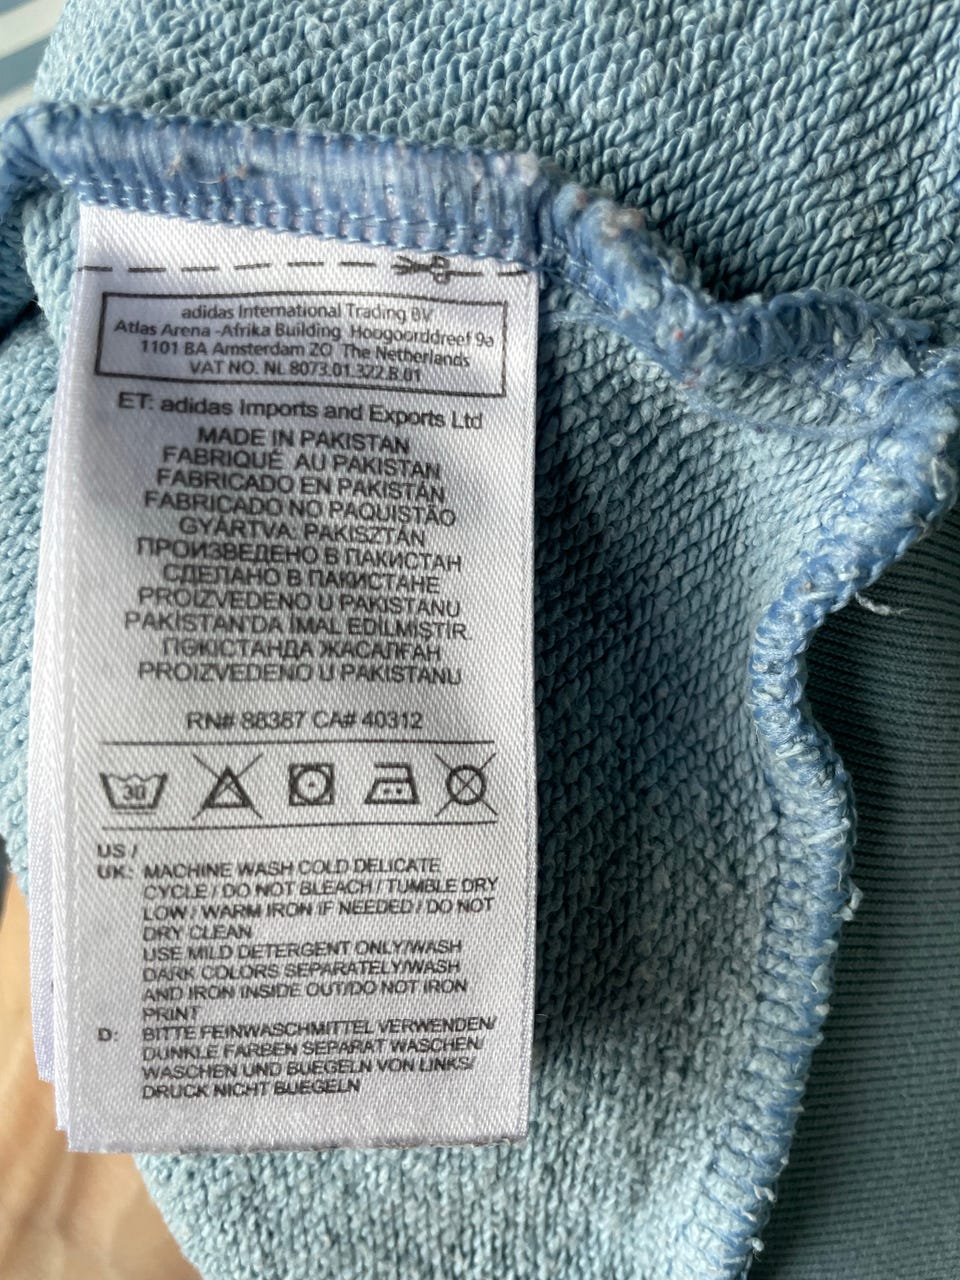 adidas International Trading BV
Atlas Arena -Afrika Building Hoogoorddreef 9a
1101 BA Amsterdam ZO The Netherlands
VAT NO. NL 8073.01.322.B.01
ET: adidas Imports and Exports Ltd
MADE IN PAKISTAN
FABRIQUÉ AU PAKISTAN
FABRICADO EN PAKISTÁN
FABRICADO NO PAQUISTÃO
GYÁRTVA: PAKISZTÁN
ПРОИЗВЕДЕНО В ПАКИСТАН
СДЕЛАНО В ПАКИСТАНЕ
PROIZVEDENO U PAKISTANU
PAKISTAN'DA İMAL EDİLMİŞTİR
ПӘКІСТАНДА ЖАСАЛҒАН
PROIZVEDENO U PAKISTANU
RN# 88387 CA# 40312
30
US /
UK: MACHINE WASH COLD DELICATE
CYCLE / DO NOT BLEACH / TUMBLE DRY
LOW / WARM IRON IF NEEDED / DO NOT
DRY CLEAN
USE MILD DETERGENT ONLY/WASH
DARK COLORS SEPARATELY/WASH
AND IRON INSIDE OUT/DO NOT IRON
PRINT
D: BITTE FEINWASCHMITTEL VERWENDEN/
DUNKLE FARBEN SEPARAT WASCHEN/
WASCHEN UND BUEGELN VON LINKS/
DRUCK NICHT BUEGELN